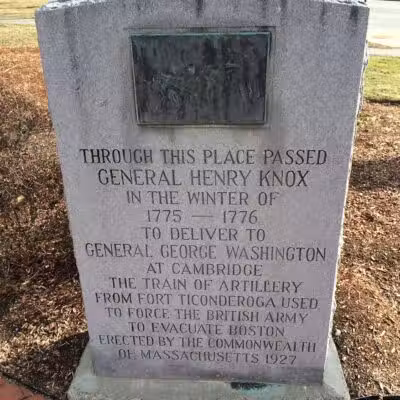 THROUGH THIS PLACE PASSED
GENERAL HENRY KNOX
IN THE WINTER OF
1775 — 1776
TO DELIVER TO
GENERAL GEORGE WASHINGTON
AT CAMBRIDGE
THE TRAIN OF ARTILLERY
FROM FORT TICONDEROGA USED
TO FORCE THE BRITISH ARMY
TO EVACUATE BOSTON
ERECTED BY THE COMMONWEALTH
OF MASSACHUSETTS 1927